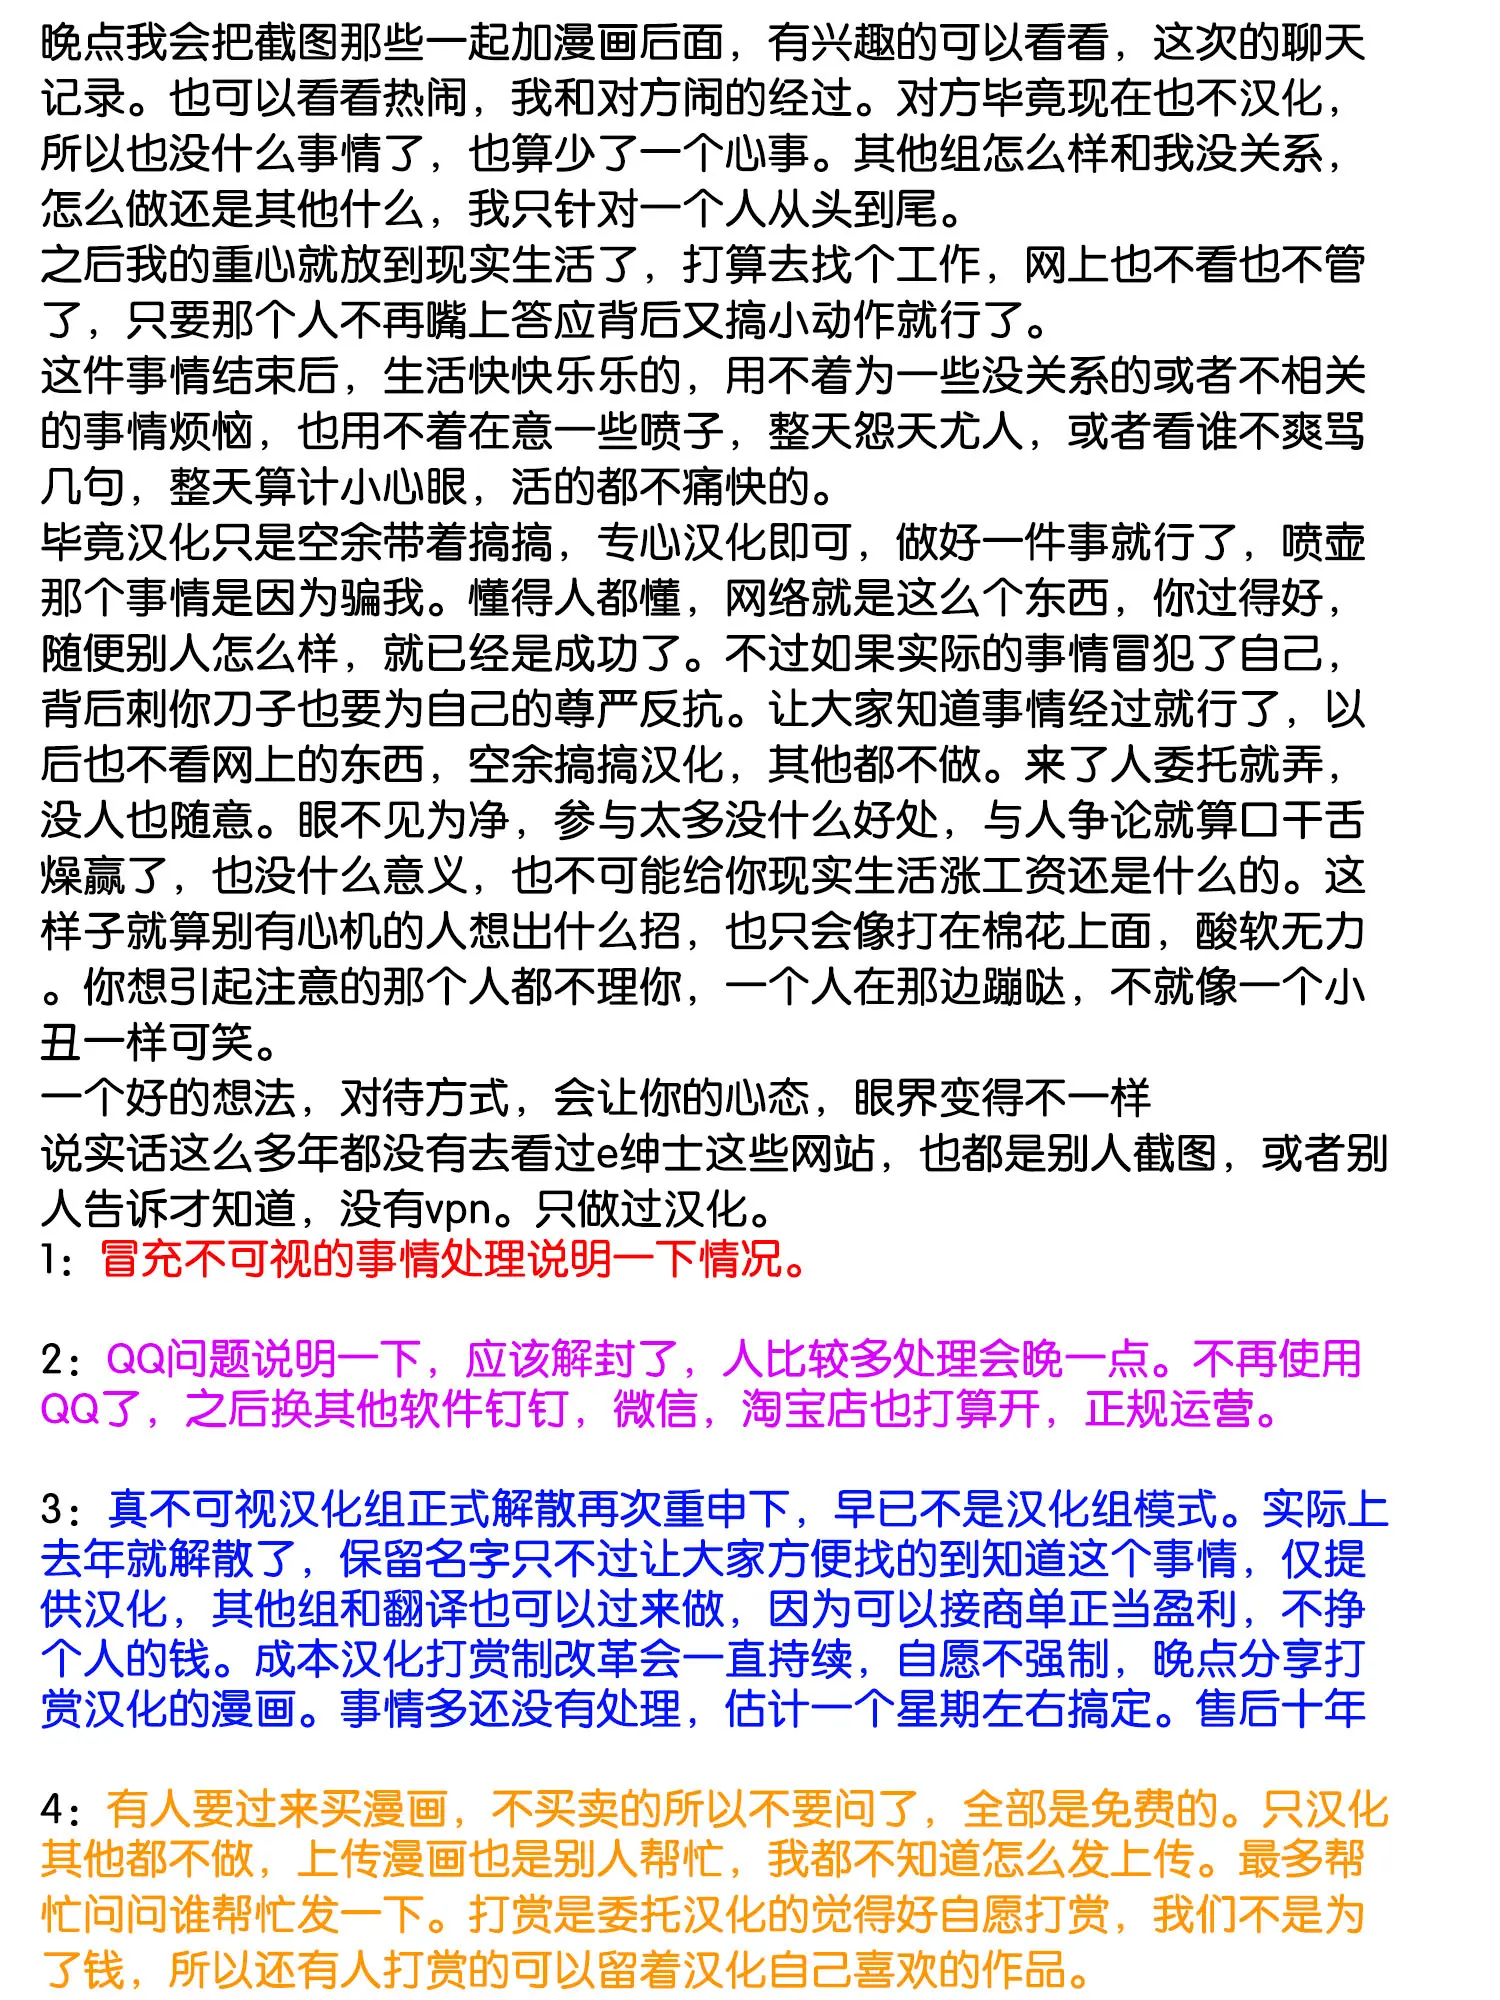 晚点我会把截图那些一起加漫画后面，有兴趣的可以看看，这次的聊天
记录。也可以看看热闹，我和对方闹的经过。对方毕竟现在也不汉化，
所以也没什么事情了，也算少了一个心事。其他组怎么样和我没关系，
怎么做还是其他什么，我只针对一个人从头到尾。
之后我的重心就放到现实生活了，打算去找个工作，网上也不看也不管
了，只要那个人不再嘴上答应背后又搞小动作就行了。
这件事情结束后，生活快快乐乐的，用不着为一些没关系的或者不相关
的事情烦恼，也用不着在意一些喷子，整天怨天尤人，或者看谁不爽骂
几句，整天算计小心眼，活的都不痛快的。
毕竟汉化只是空余带着搞搞，专心汉化即可，做好一件事就行了，喷壶
那个事情是因为骗我。懂得人都懂，网络就是这么个东西，你过得好，
随便别人怎么样，就已经是成功了。不过如果实际的事情冒犯了自己，
背后刺你刀子也要为自己的尊严反抗。让大家知道事情经过就行了，以
后也不看网上的东西，空余搞搞汉化，其他都不做。来了人委托就弄，
没人也随意。眼不见为净，参与太多没什么好处，与人争论就算口干舌
燥赢了，也没什么意义，也不可能给你现实生活涨工资还是什么的。这
样子就算别有心机的人想出什么招，也只会像打在棉花上面，酸软无力
。你想引起注意的那个人都不理你，一个人在那边蹦哒，不就像一个小
丑一样可笑。
一个好的想法，对待方式，会让你的心态，眼界变得不一样
说实话这么多年都没有去看过e绅士这些网站，也都是别人截图，或者别
人告诉才知道，没有vpn。只做过汉化。
1：冒充不可视的事情处理说明一下情况。
2：QQ问题说明一下，应该解封了，人比较多处理会晚一点。不再使用
QQ了，之后换其他软件钉钉，微信，淘宝店也打算开，正规运营。
3：真不可视汉化组正式解散再次重申下，早已不是汉化组模式。实际上
去年就解散了，保留名字只不过让大家方便找的到知道这个事情，仅提
供汉化，其他组和翻译也可以过来做，因为可以接商单正当盈利，不挣
个人的钱。成本汉化打赏制改革会一直持续，自愿不强制，晚点分享打
赏汉化的漫画。事情多还没有处理，估计一个星期左右搞定。售后十年
4：有人要过来买漫画，不买卖的所以不要问了，全部是免费的。只汉化
其他都不做，上传漫画也是别人帮忙，我都不知道怎么发上传。最多帮
忙问问谁帮忙发一下。打赏是委托汉化的觉得好自愿打赏，我们不是为
了钱，所以还有人打赏的可以留着汉化自己喜欢的作品。